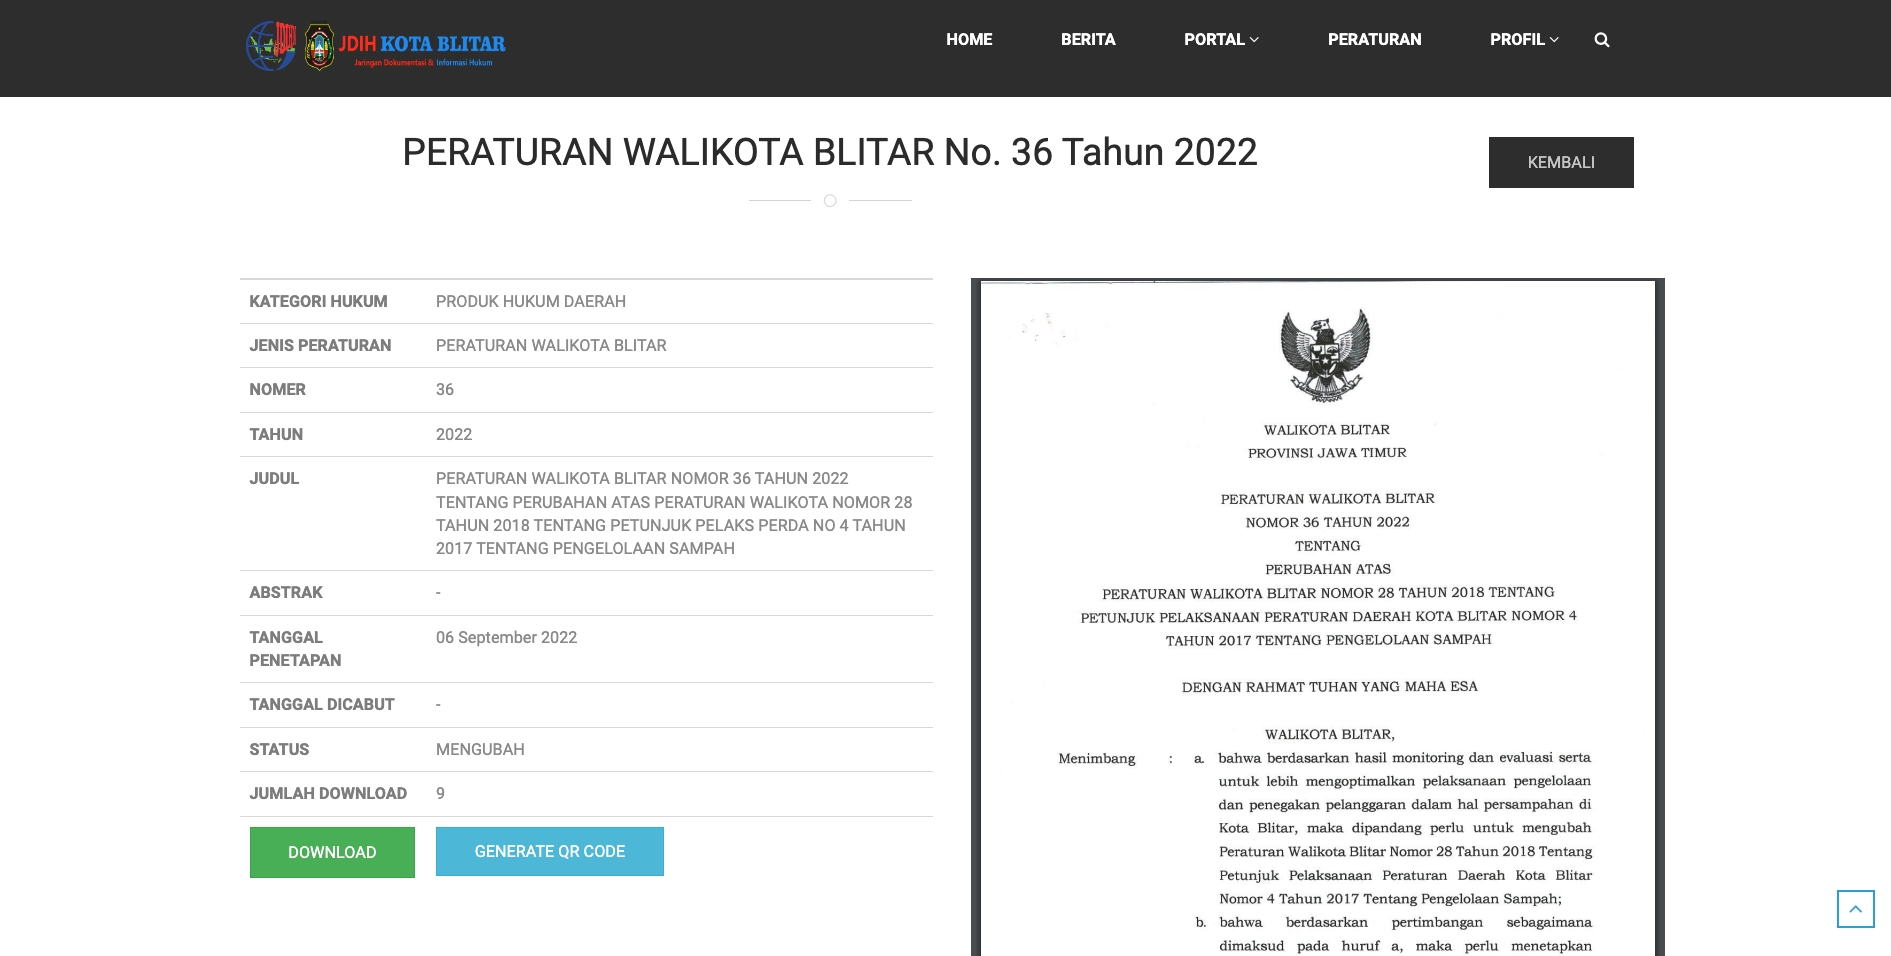 JDIH KOTA BLITAR
Jaringan Dokumentasi & Informasi Hukum
HOME
BERITA
PORTAL
PERATURAN
PROFIL
PERATURAN WALIKOTA BLITAR No. 36 Tahun 2022
KEMBALI
KATEGORI HUKUM PRODUK HUKUM DAERAH
JENIS PERATURAN PERATURAN WALIKOTA BLITAR
NOMER 36
TAHUN 2022
JUDUL PERATURAN WALIKOTA BLITAR NOMOR 36 TAHUN 2022
TENTANG PERUBAHAN ATAS PERATURAN WALIKOTA NOMOR 28
TAHUN 2018 TENTANG PETUNJUK PELAKS PERDA NO 4 TAHUN
2017 TENTANG PENGELOLAAN SAMPAH
ABSTRAK -
TANGGAL PENETAPAN 06 September 2022
TANGGAL DICABUT -
STATUS MENGUBAH
JUMLAH DOWNLOAD 9
DOWNLOAD
GENERATE QR CODE
WALIKOTA BLITAR
PROVINSI JAWA TIMUR
PERATURAN WALIKOTA BLITAR
NOMOR 36 TAHUN 2022
TENTANG
PERUBAHAN ATAS
PERATURAN WALIKOTA BLITAR NOMOR 28 TAHUN 2018 TENTANG
PETUNJUK PELAKSANAAN PERATURAN DAERAH KOTA BLITAR NOMOR 4
TAHUN 2017 TENTANG PENGELOLAAN SAMPAH
DENGAN RAHMAT TUHAN YANG MAHA ESA
WALIKOTA BLITAR,
Menimbang : a. bahwa berdasarkan hasil monitoring dan evaluasi serta
untuk lebih mengoptimalkan pelaksanaan pengelolaan
dan penegakan pelanggaran dalam hal persampahan di
Kota Blitar, maka dipandang perlu untuk mengubah
Peraturan Walikota Blitar Nomor 28 Tahun 2018 Tentang
Petunjuk Pelaksanaan Peraturan Daerah Kota Blitar
Nomor 4 Tahun 2017 Tentang Pengelolaan Sampah;
b. bahwa berdasarkan pertimbangan sebagaimana
dimaksud pada huruf a, maka perlu menetapkan